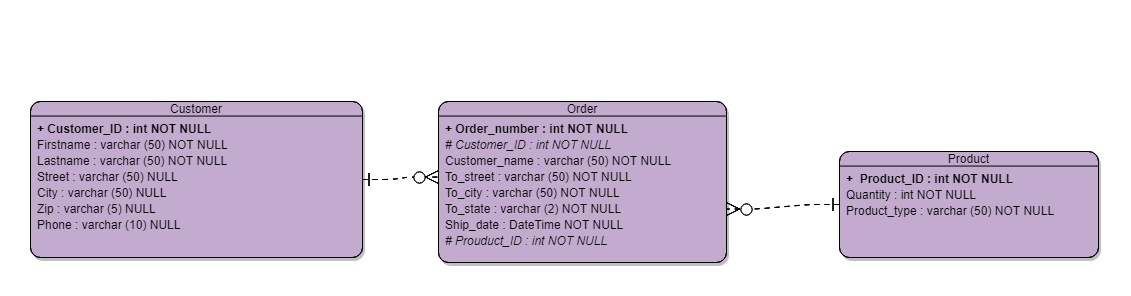 Customer
+ Customer_ID : int NOT NULL
Firstname : varchar (50) NOT NULL
Lastname : varchar (50) NOT NULL
Street : varchar (50) NULL
City : varchar (50) NULL
Zip : varchar (5) NULL
Phone : varchar (10) NULL
Order
+ Order_number : int NOT NULL
# Customer_ID : int NOT NULL
Customer_name : varchar (50) NOT NULL
To_street : varchar (50) NOT NULL
To_city : varchar (50) NOT NULL
To_state : varchar (2) NOT NULL
Ship_date : DateTime NOT NULL
# Prouduct_ID : int NOT NULL
Product
+ Product_ID : int NOT NULL
Quantity : int NOT NULL
Product_type : varchar (50) NOT NULL